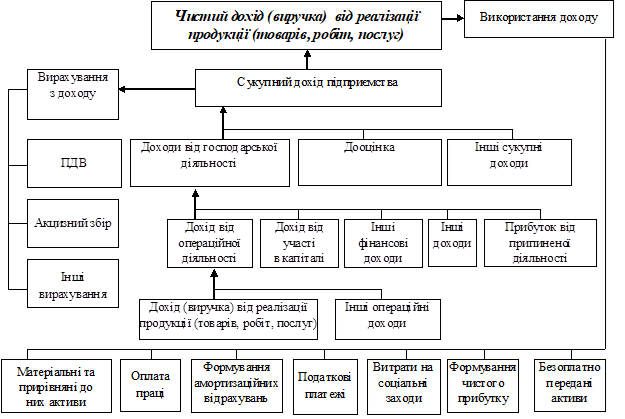 Чистий дохід (виручка) від реалізації
продукції (товарів, робіт, послуг)
Використання доходу
Вирахування
з доходу
Сукупний дохід підприємства
ПДВ
Доходи від господарської
діяльності
Дооцінка
Інші сукупні
доходи
Акцизний збір
Дохід від
операційної
діяльності
Дохід від
участі
в капіталі
Інші
фінансові
доходи
Інші
доходи
Прибуток від
припиненої
діяльності
Інші
вирахування
Дохід (виручка) від реалізації
продукції (товарів, робіт, послуг)
Інші операційні
доходи
Матеріальні та
прирівняні до
них активи
Оплата
праці
Формування
амортизаційних
відрахувань
Податкові
платежі
Витрати на
соціальні
заходи
Формування
чистого
прибутку
Безоплатно
передані
активи